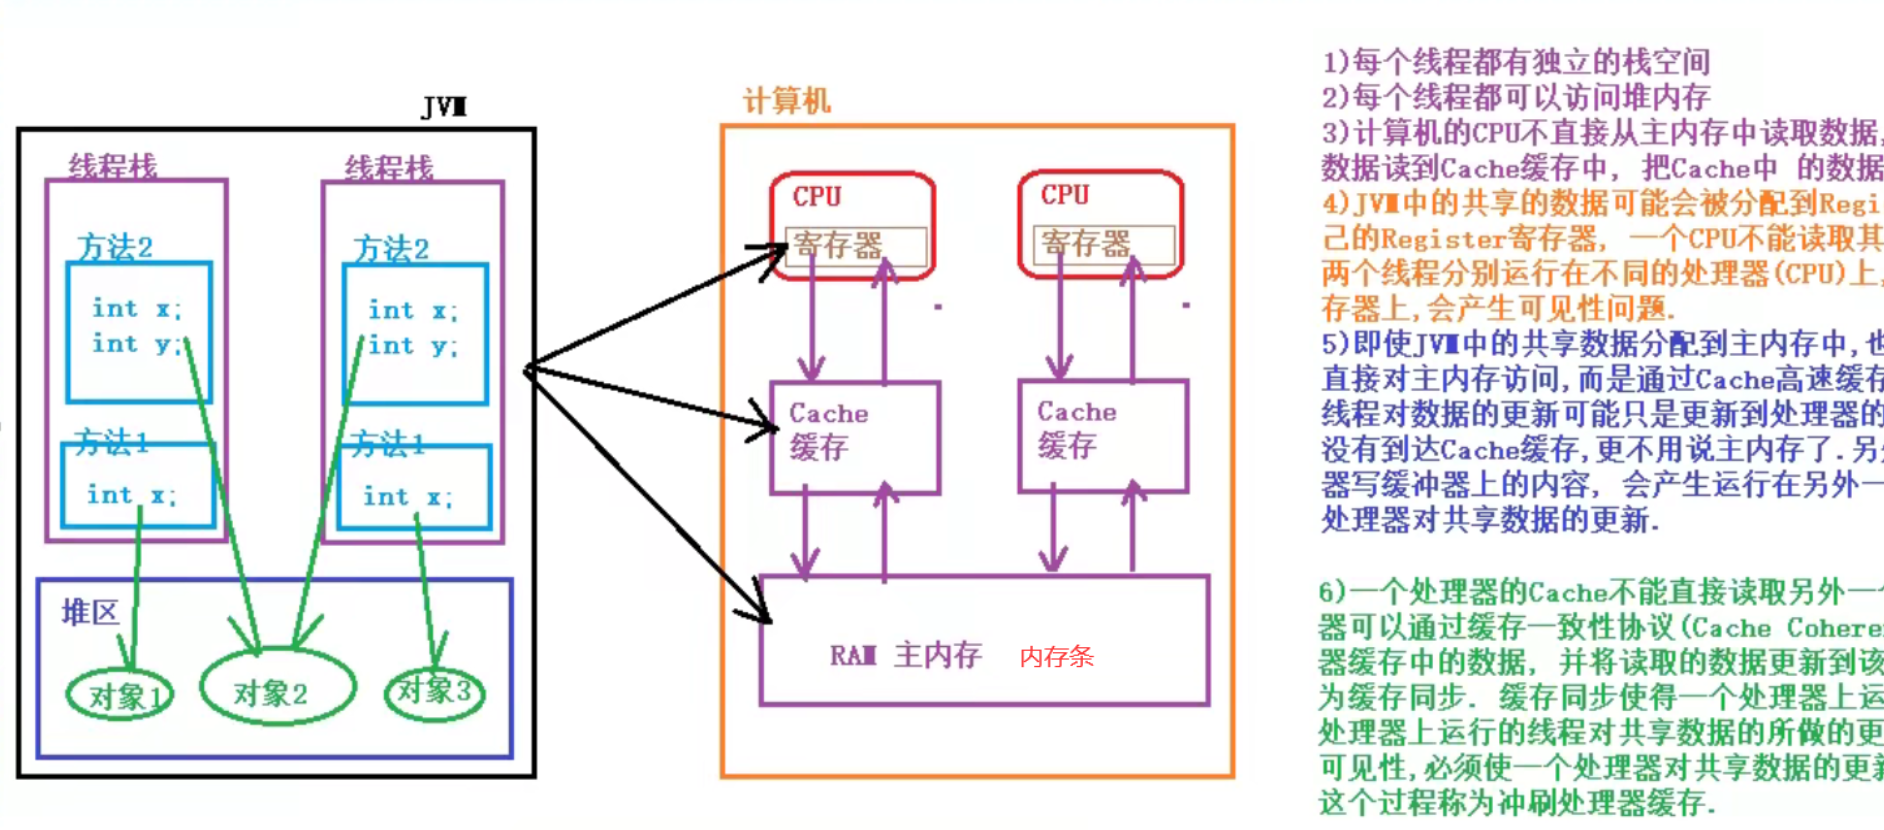 JVM
线程栈
线程栈
方法2
int x;
int y;
方法2
int x;
int y;
方法1
int x;
方法1
int x;
堆区
对象1
对象2
对象3
计算机
CPU
寄存器
CPU
寄存器
Cache
缓存
Cache
缓存
RAM 主内存 内存条
1)每个线程都有独立的栈空间
2)每个线程都可以访问堆内存
3)计算机的CPU不直接从主内存中读取数据,
数据读到Cache缓存中, 把Cache中 的数据
4)JVM中的共享的数据可能会被分配到Regi
己的Register寄存器, 一个CPU不能读取其
两个线程分别运行在不同的处理器(CPU)上,
存器上,会产生可见性问题.
5)即使JVM中的共享数据分配到主内存中,也
直接对主内存访问,而是通过Cache高速缓存
线程对数据的更新可能只是更新到处理器的
没有到达Cache缓存,更不用说主内存了.另
器写缓冲器上的内容, 会产生运行在另外一
处理器对共享数据的更新.
6)一个处理器的Cache不能直接读取另外一
器可以通过缓存一致性协议(Cache Cohere
器缓存中的数据, 并将读取的数据更新到该
为缓存同步. 缓存同步使得一个处理器上运
处理器上运行的线程对共享数据的所做的更
可见性,必须使一个处理器对共享数据的更新
这个过程称为冲刷处理器缓存.